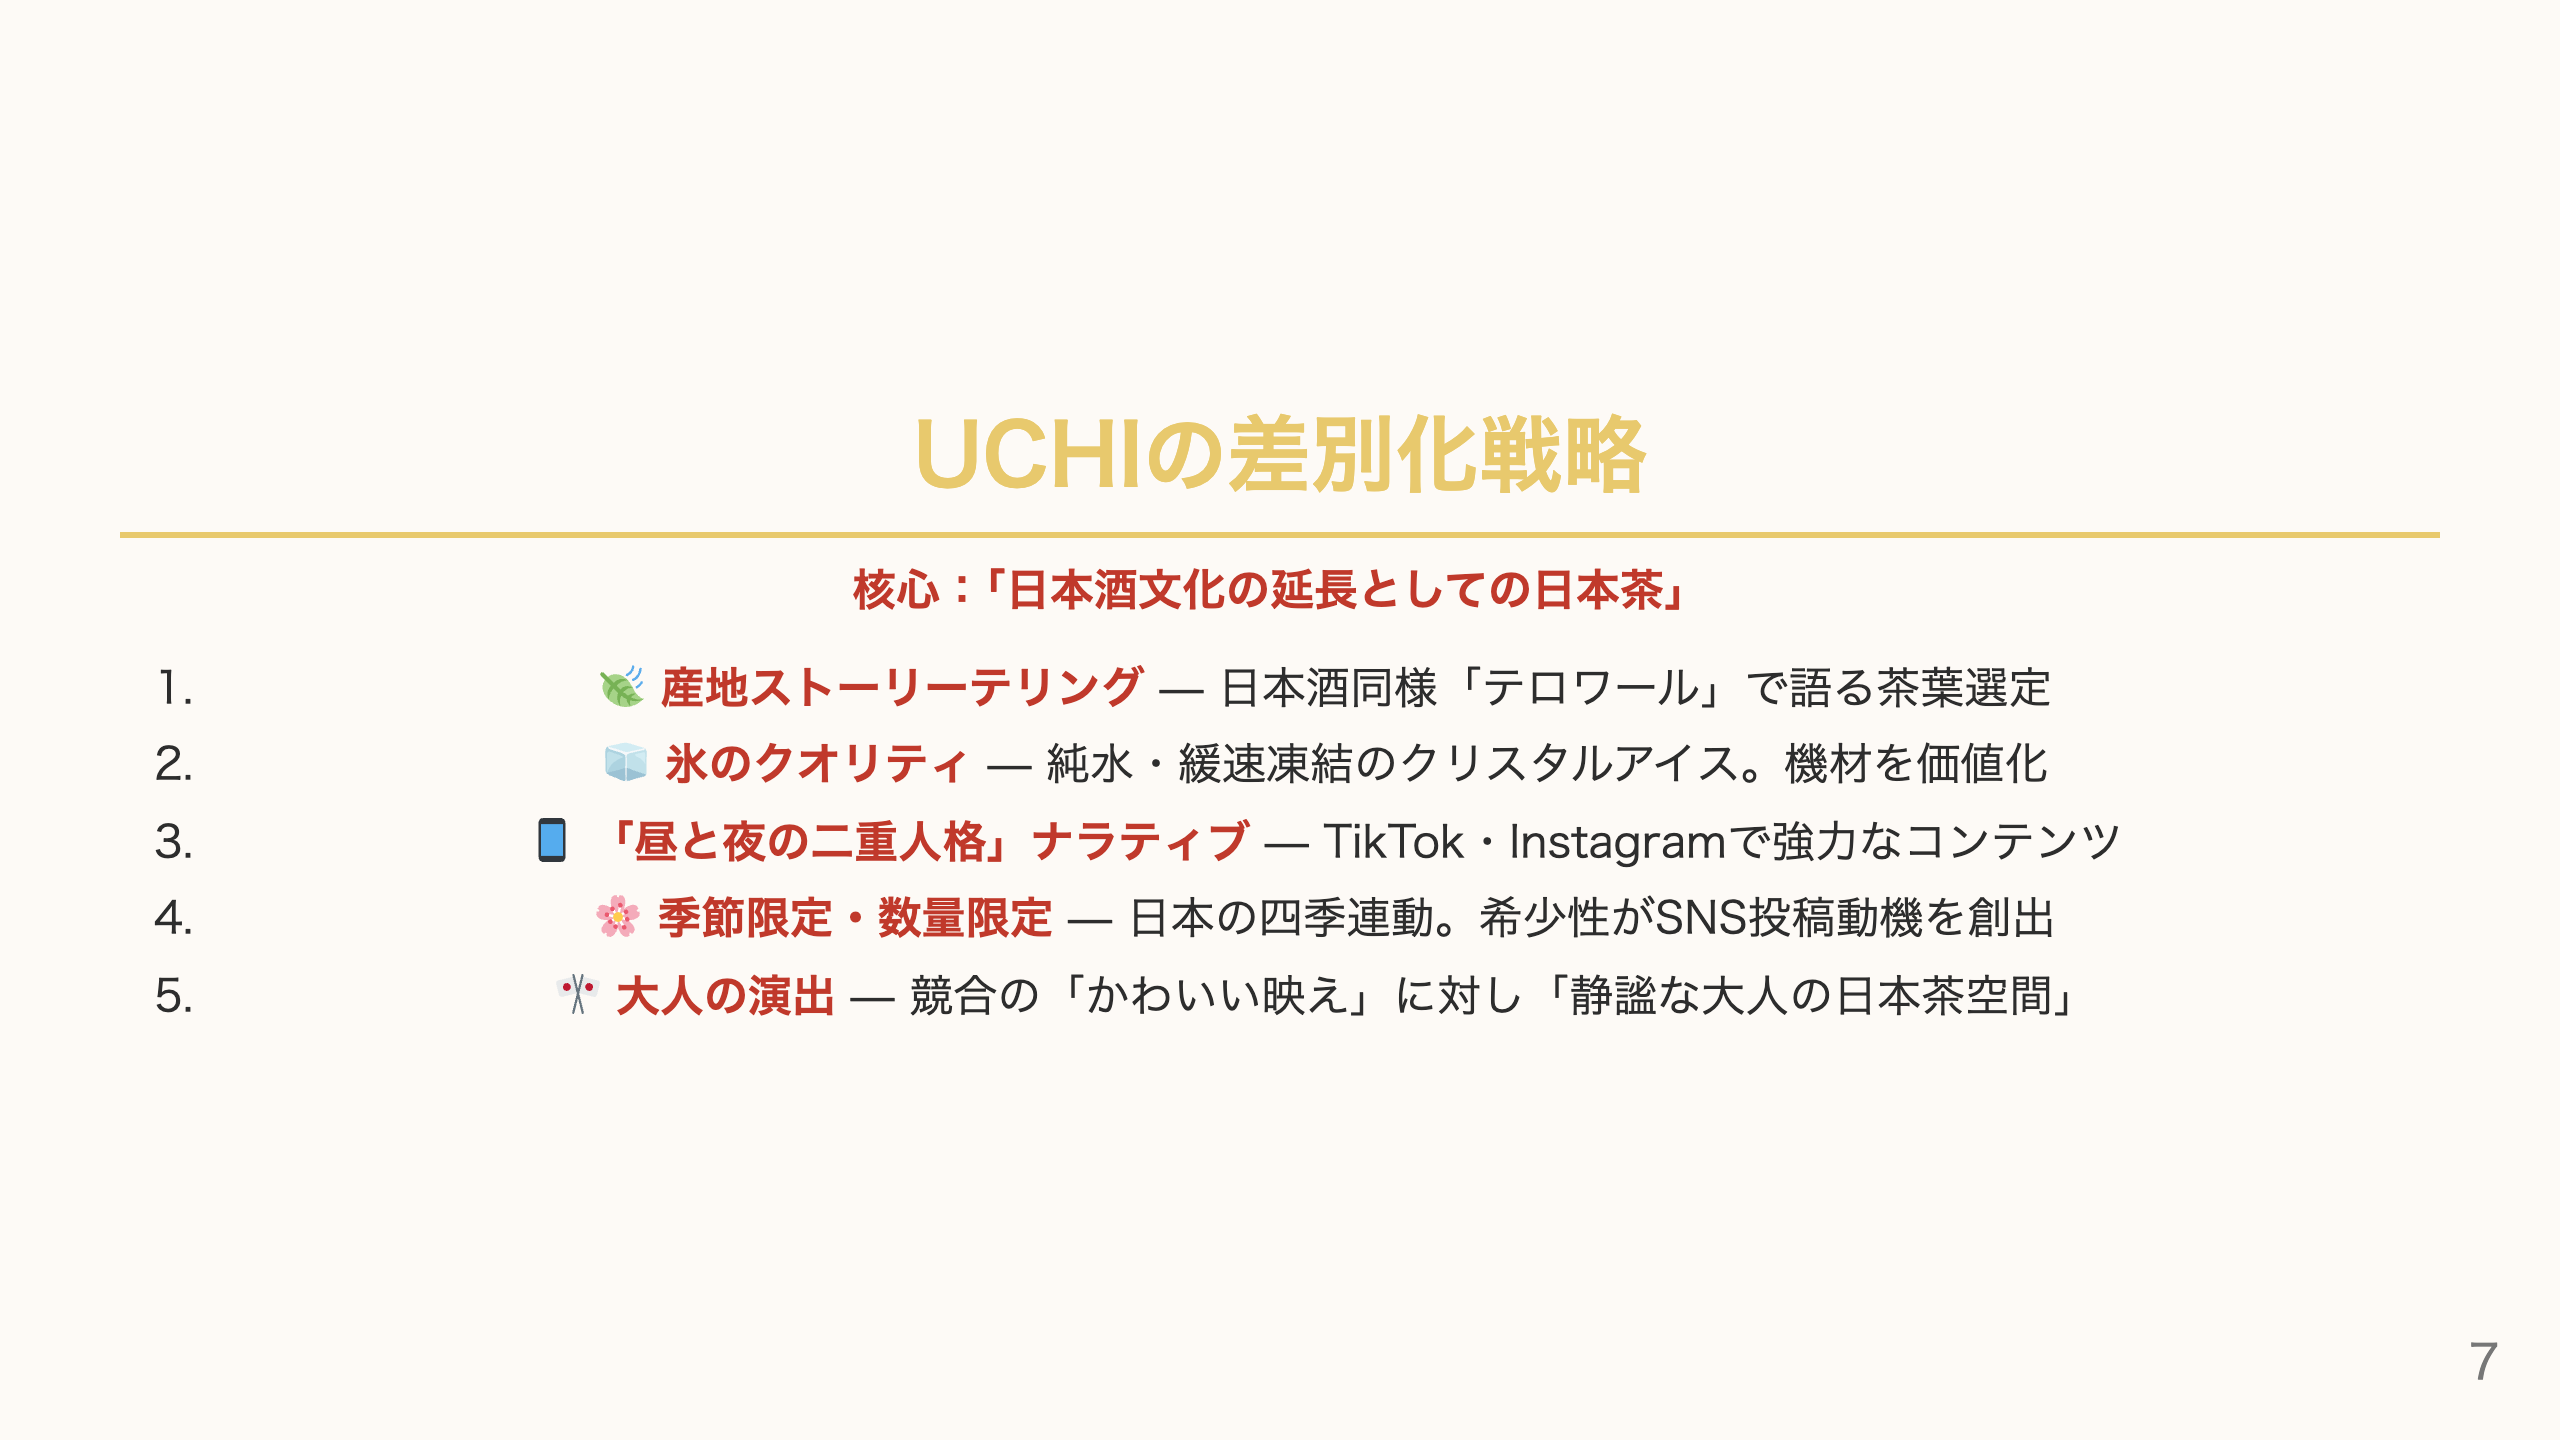 UCHIの差別化戦略
核心：「日本酒文化の延長としての日本茶」
1. 🍃 産地ストーリーテリング — 日本酒同様「テロワール」で語る茶葉選定
2. 🧊 氷のクオリティ — 純水・緩速凍結のクリスタルアイス。機材を価値化
3. 📱 「昼と夜の二重人格」ナラティブ — TikTok・Instagramで強力なコンテンツ
4. 🌸 季節限定・数量限定 — 日本の四季連動。希少性がSNS投稿動機を創出
5. 🎌 大人の演出 — 競合の「かわいい映え」に対し「静謐な大人の日本茶空間」
7